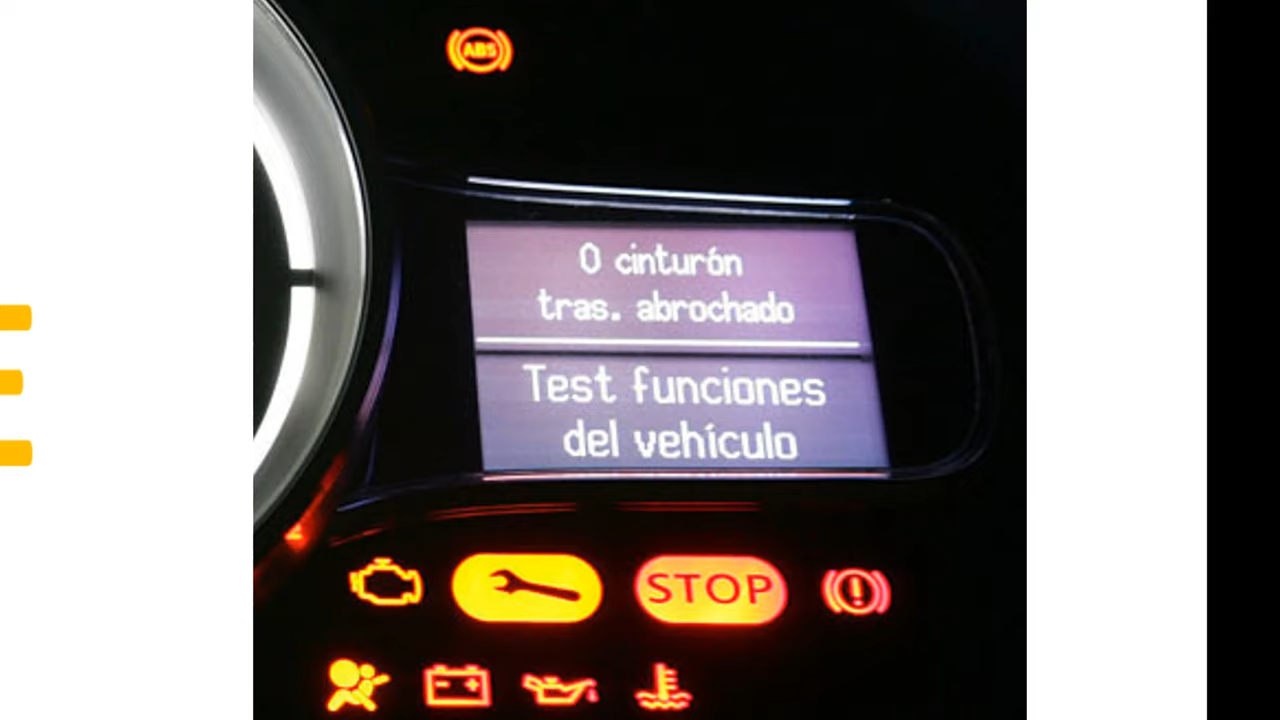 ABS
0 cinturón
tras. abrochado
Test funciones
del vehículo
STOP